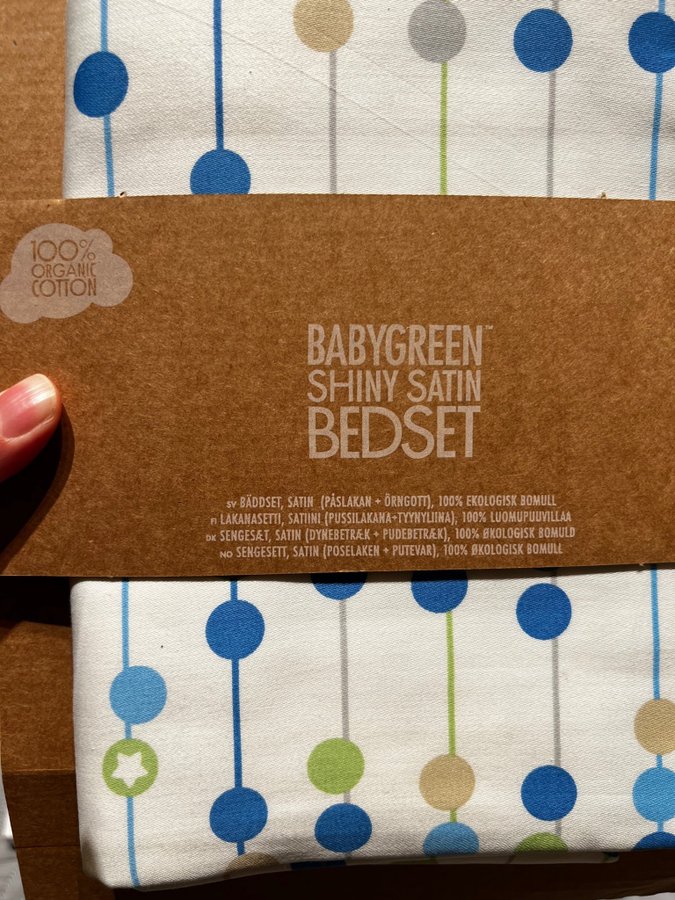 100%
ORGANIC
COTTON
BABYGREEN™
SHINY SATIN
BEDSET
SV BÄDDSET, SATIN (PÅSLAKAN + ÖRNGOTT), 100% EKOLOGISK BOMULL
FI LAKANASETTI, SATIINI (PUSSILAKANA+TYYNYLIINA), 100% LUOMUPUUVILLAA
DK SENGESÆT, SATIN (DYNEBETRÆK + PUDEBETRÆK), 100% ØKOLOGISK BOMULD
NO SENGESETT, SATIN (POSELAKEN + PUTEVAR), 100% ØKOLOGISK BOMULL